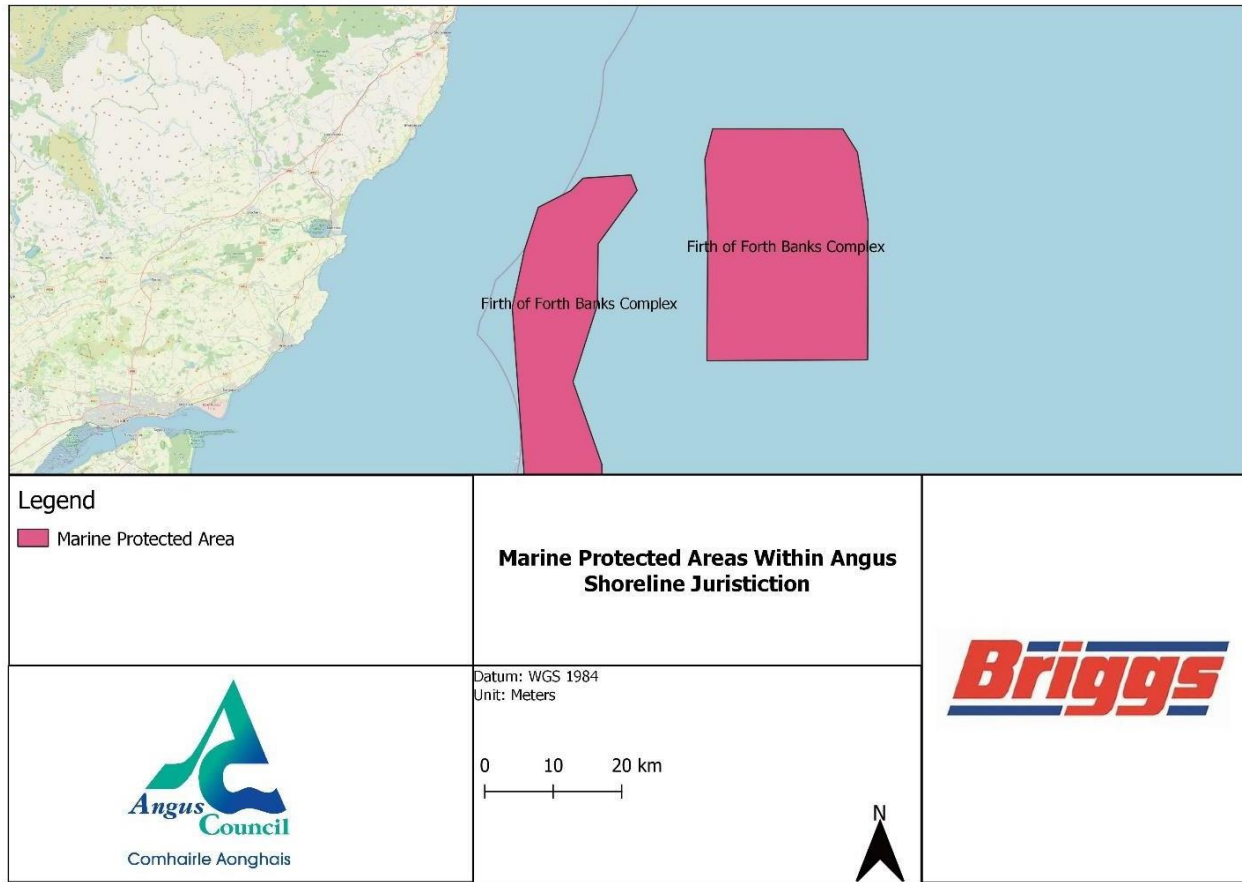 Firth of Forth Banks Complex
Firth of Forth Banks Complex
Legend
Marine Protected Area
Marine Protected Areas Within Angus
Shoreline Juristiction
Datum: WGS 1984
Unit: Meters
0 10 20 km
N
Angus
Council
Comhairle Aonghais
Briggs